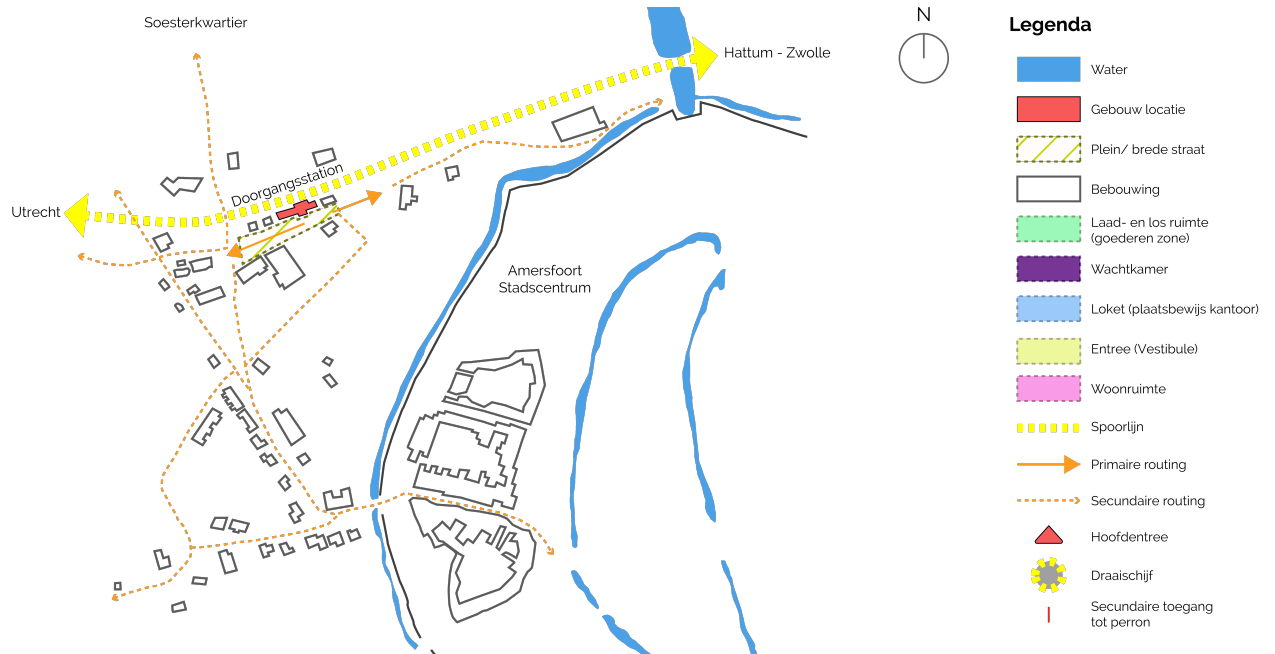 Soesterkwartier
N
Hattum - Zwolle
Doorgangsstation
Utrecht
Amersfoort
Stadscentrum
Legenda
Water
Gebouw locatie
Plein/ brede straat
Bebouwing
Laad- en los ruimte
(goederen zone)
Wachtkamer
Loket (plaatsbewijs kantoor)
Entree (Vestibule)
Woonruimte
Spoorlijn
Primaire routing
Secundaire routing
Hoofdentree
Draaischijf
Secundaire toegang
tot perron